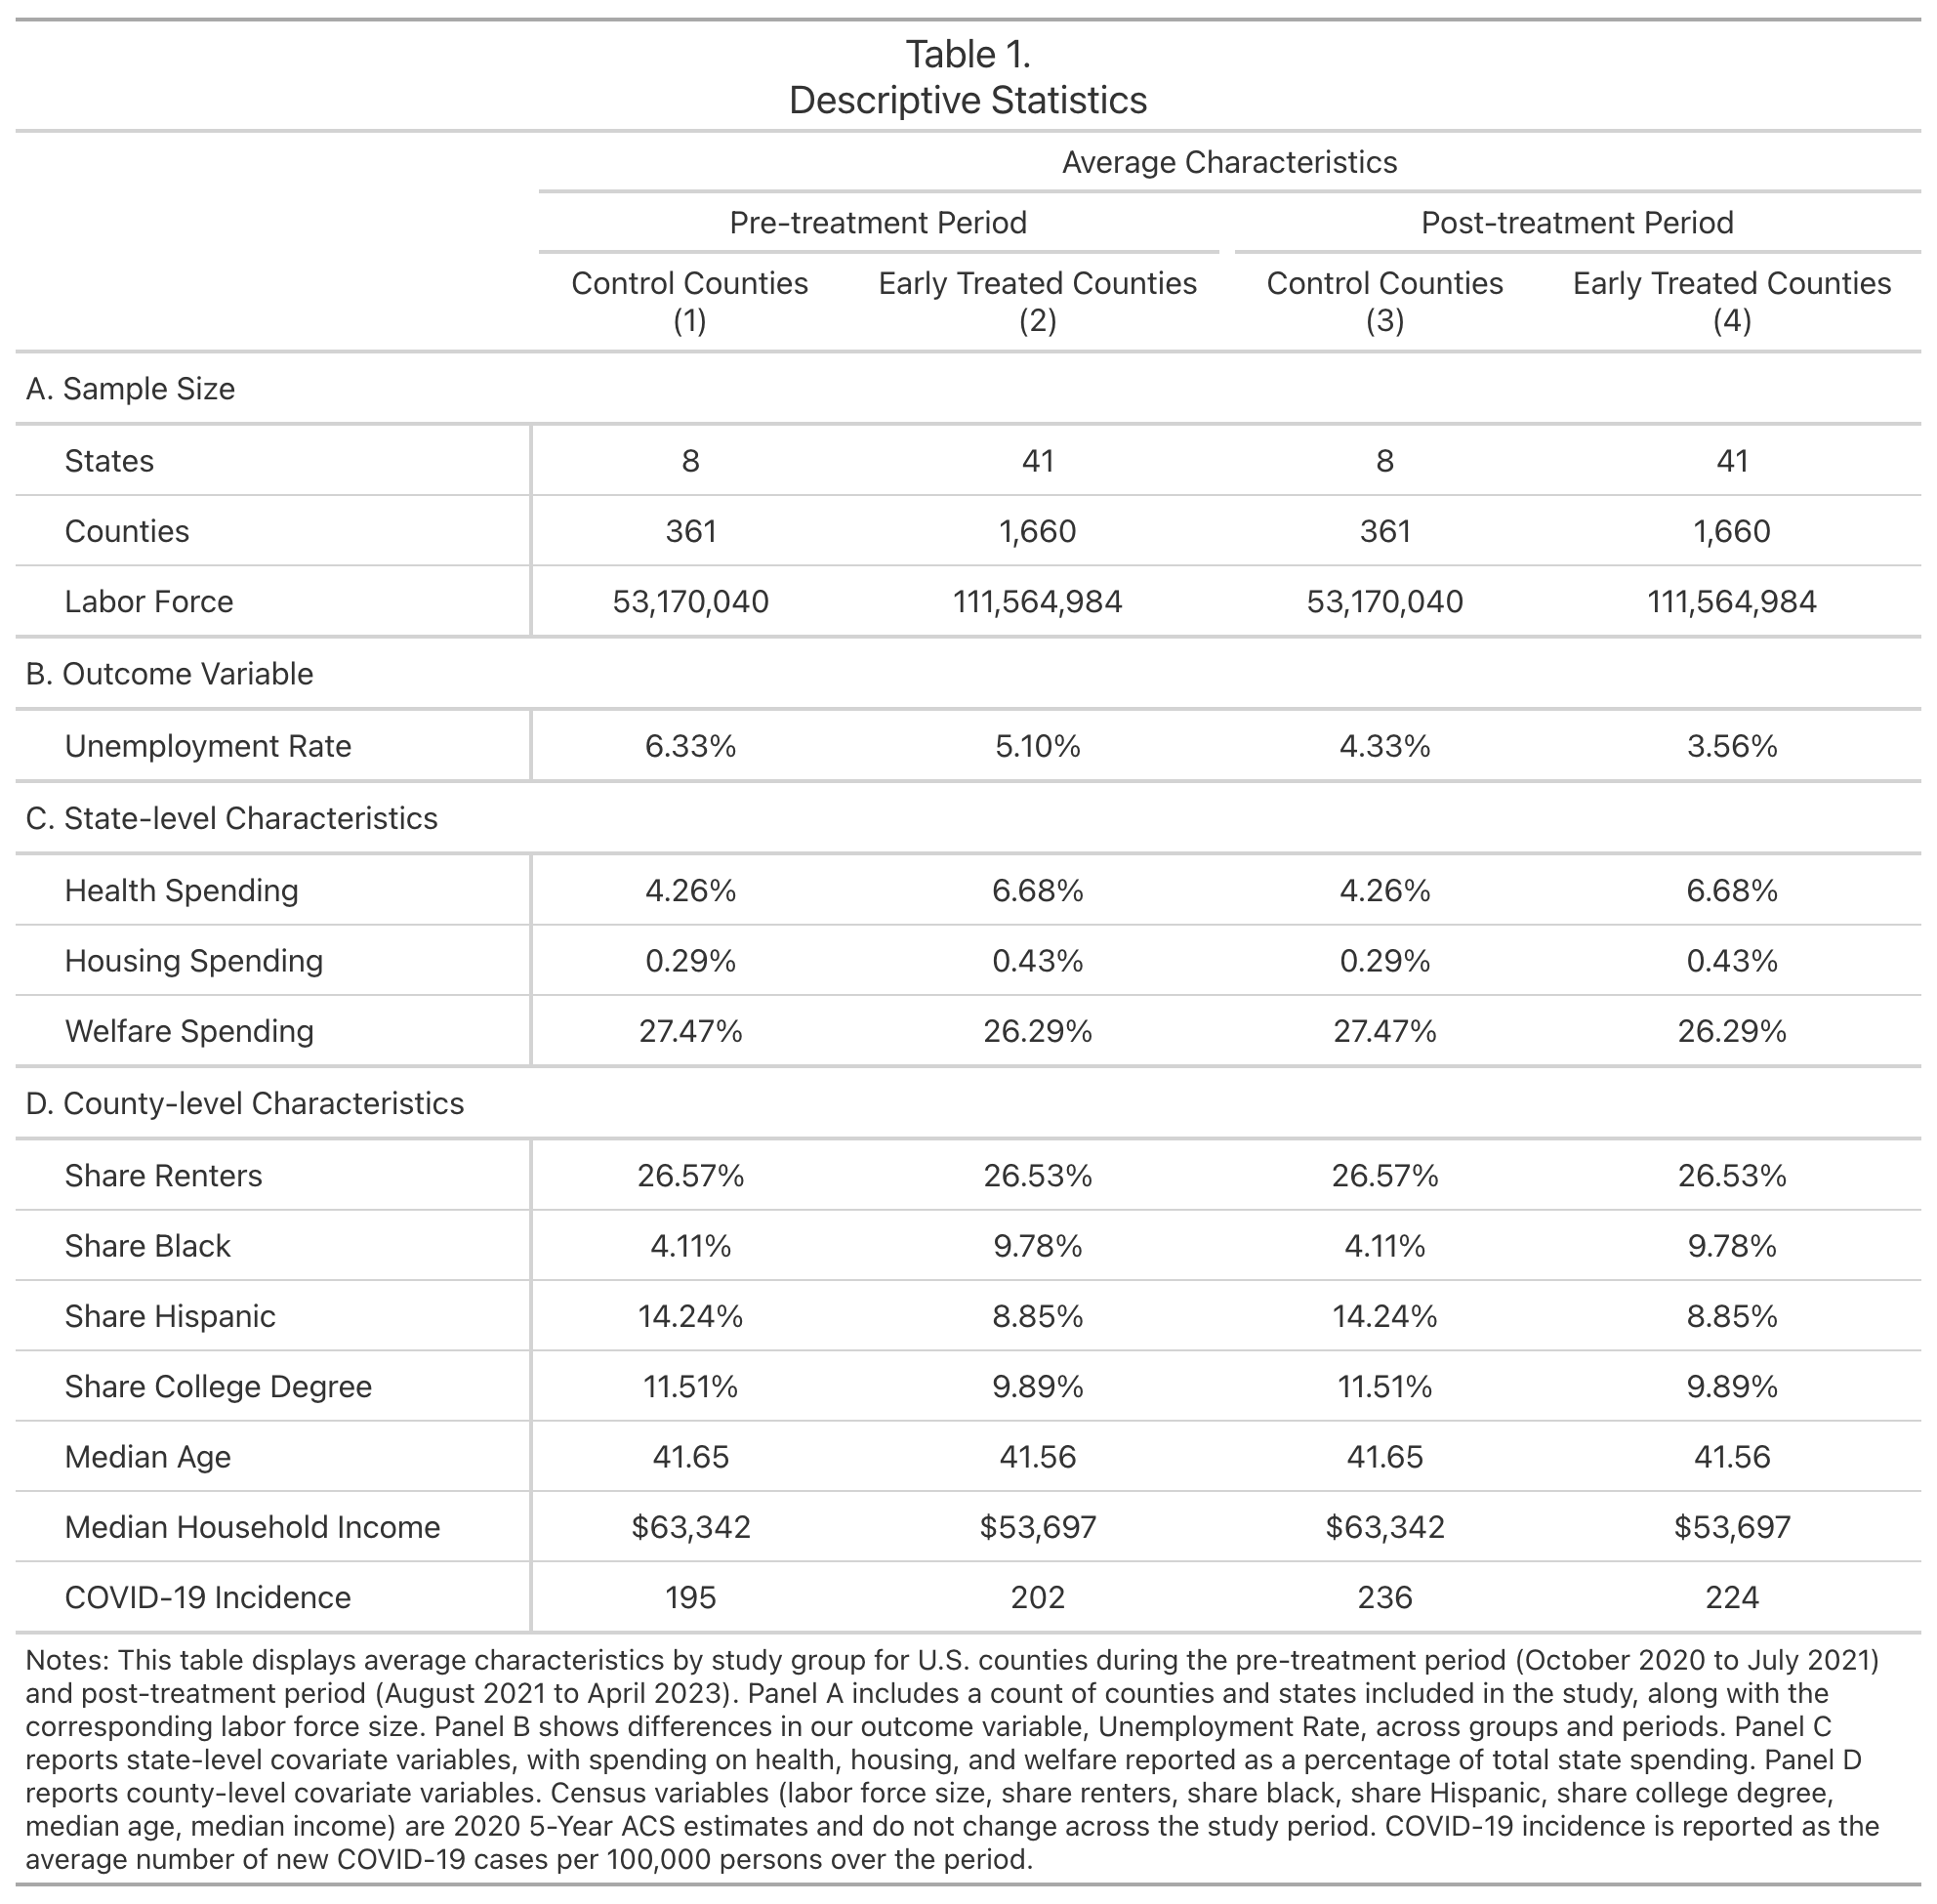 Table 1.
Descriptive Statistics
Average Characteristics
Pre-treatment Period Post-treatment Period
Control Counties Early Treated Counties Control Counties Early Treated Counties
(1) (2) (3) (4)
A. Sample Size
States 8 41 8 41
Counties 361 1,660 361 1,660
Labor Force 53,170,040 111,564,984 53,170,040 111,564,984
B. Outcome Variable
Unemployment Rate 6.33% 5.10% 4.33% 3.56%
C. State-level Characteristics
Health Spending 4.26% 6.68% 4.26% 6.68%
Housing Spending 0.29% 0.43% 0.29% 0.43%
Welfare Spending 27.47% 26.29% 27.47% 26.29%
D. County-level Characteristics
Share Renters 26.57% 26.53% 26.57% 26.53%
Share Black 4.11% 9.78% 4.11% 9.78%
Share Hispanic 14.24% 8.85% 14.24% 8.85%
Share College Degree 11.51% 9.89% 11.51% 9.89%
Median Age 41.65 41.56 41.65 41.56
Median Household Income $63,342 $53,697 $63,342 $53,697
COVID-19 Incidence 195 202 236 224
Notes: This table displays average characteristics by study group for U.S. counties during the pre-treatment period (October 2020 to July 2021)
and post-treatment period (August 2021 to April 2023). Panel A includes a count of counties and states included in the study, along with the
corresponding labor force size. Panel B shows differences in our outcome variable, Unemployment Rate, across groups and periods. Panel C
reports state-level covariate variables, with spending on health, housing, and welfare reported as a percentage of total state spending. Panel D
reports county-level covariate variables. Census variables (labor force size, share renters, share black, share Hispanic, share college degree,
median age, median income) are 2020 5-Year ACS estimates and do not change across the study period. COVID-19 incidence is reported as the
average number of new COVID-19 cases per 100,000 persons over the period.